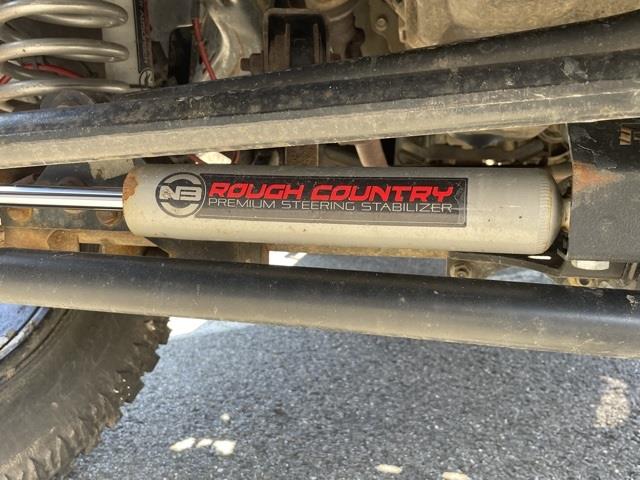 N3 ROUGH COUNTRY
PREMIUM STEERING STABILIZER